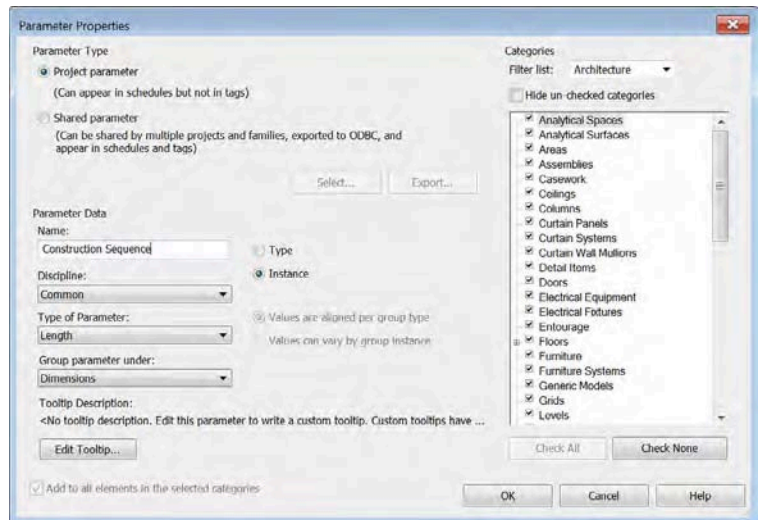 Parameter Properties
Parameter Type
Project parameter
(Can appear in schedules but not in tags)
Shared parameter
(Can be shared by multiple projects and families, exported to ODBC, and
appear in schedules and tags)
Select...
Export...
Parameter Data
Name:
Construction Sequence
Type
Instance
Discipline:
Common
Type of Parameter:
Length
Values are aligned per group type
Values can vary by group instance
Group parameter under:
Dimensions
Tooltip Description:
<No tooltip description. Edit this parameter to write a custom tooltip. Custom tooltips have ...
Edit Tooltip...
Add to all elements in the selected categories
Categories
Filter list: Architecture
Hide un-checked categories
Analytical Spaces
Analytical Surfaces
Areas
Assemblies
Casework
Ceilings
Columns
Curtain Panels
Curtain Systems
Curtain Wall Mullions
Detail Items
Doors
Electrical Equipment
Electrical Fixtures
Entourage
Floors
Furniture
Furniture Systems
Generic Models
Grids
Levels
Check All
Check None
OK
Cancel
Help